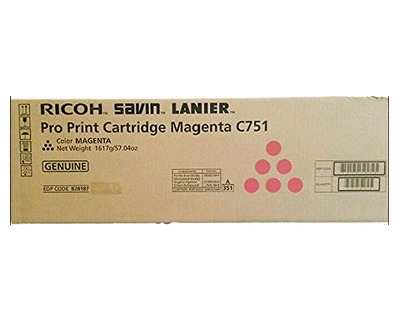 RICOH SAVIN LANIER
Pro Print Cartridge Magenta C751
Color MAGENTA
Net Weight 1617g/57.04oz
GENUINE
EDP CODE 828187
A
351